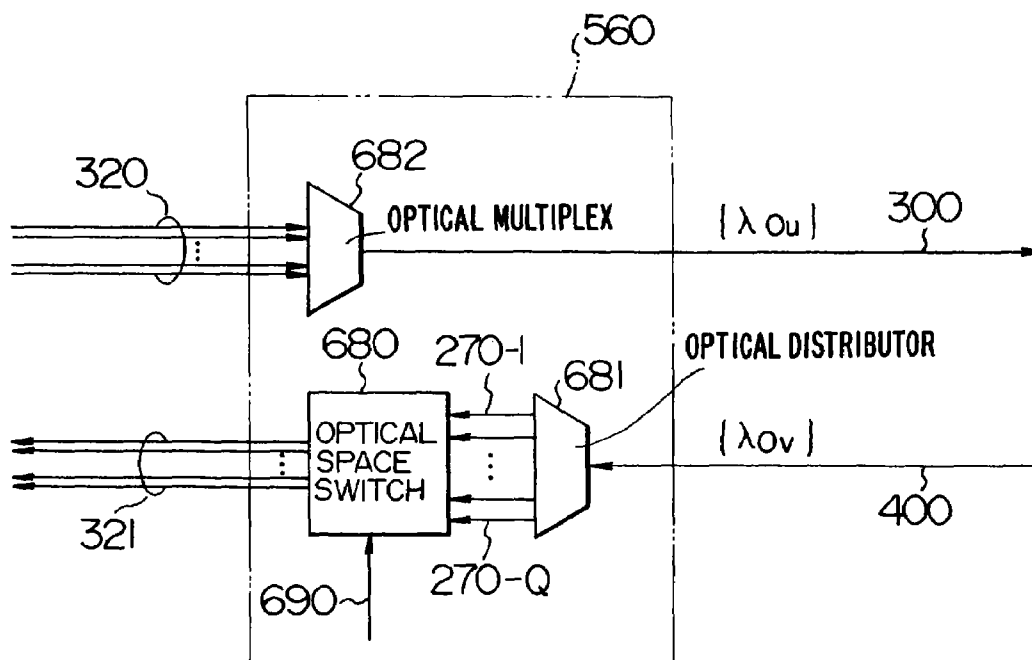 560
682
320
OPTICAL MULTIPLEX
{λOu}
300
680
270-1
681
OPTICAL DISTRIBUTOR
OPTICAL
SPACE
SWITCH
{λOv}
321
400
270-Q
690